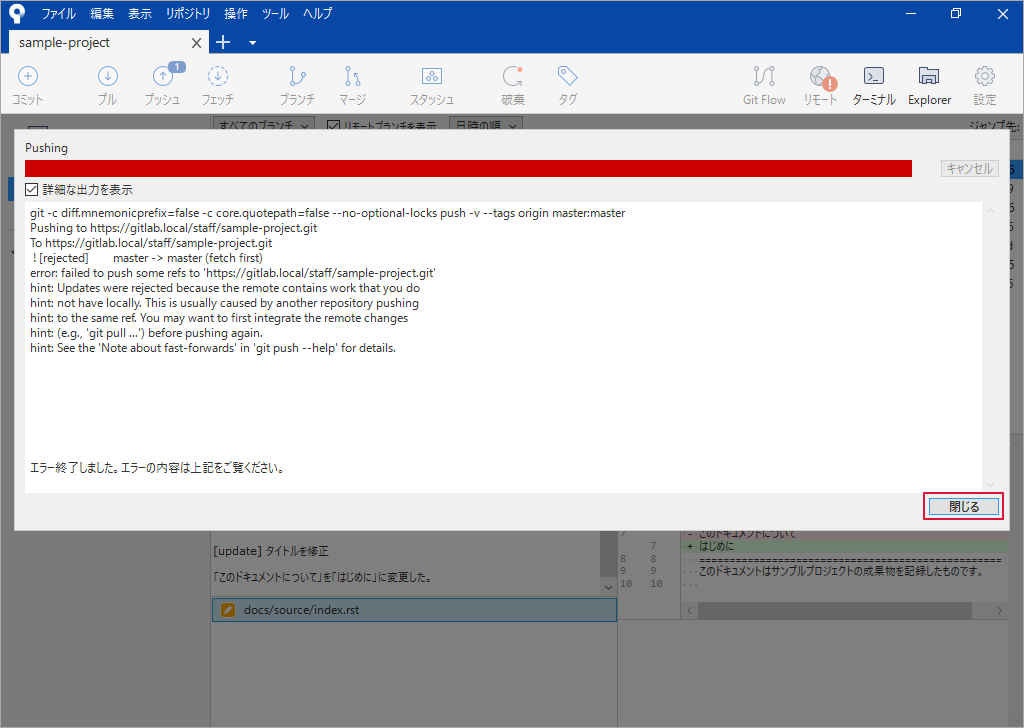 ファイル 編集 表示 リポジトリ 操作 ツール ヘルプ
sample-project
1
コミット プル プッシュ フェッチ ブランチ マージ スタッシュ 破棄 タグ Git Flow リモート ターミナル Explorer 設定
すべてのブランチ リモートブランチを表示 日時の順 ジャンプ先:
Pushing
キャンセル
詳細な出力を表示
git -c diff.mnemonicprefix=false -c core.quotepath=false --no-optional-locks push -v --tags origin master:master
Pushing to https://gitlab.local/staff/sample-project.git
To https://gitlab.local/staff/sample-project.git
! [rejected] master -> master (fetch first)
error: failed to push some refs to 'https://gitlab.local/staff/sample-project.git'
hint: Updates were rejected because the remote contains work that you do
hint: not have locally. This is usually caused by another repository pushing
hint: to the same ref. You may want to first integrate the remote changes
hint: (e.g., 'git pull ...') before pushing again.
hint: See the 'Note about fast-forwards' in 'git push --help' for details.
エラー終了しました。エラーの内容は上記をご覧ください。
閉じる
7 - このドキュメントについて
7 + はじめに
[update] タイトルを修正
8 8 ================================================
9 9 このドキュメントはサンプルプロジェクトの成果物を記録したものです。
「このドキュメントについて」を「はじめに」に変更した。
10 10
docs/source/index.rst